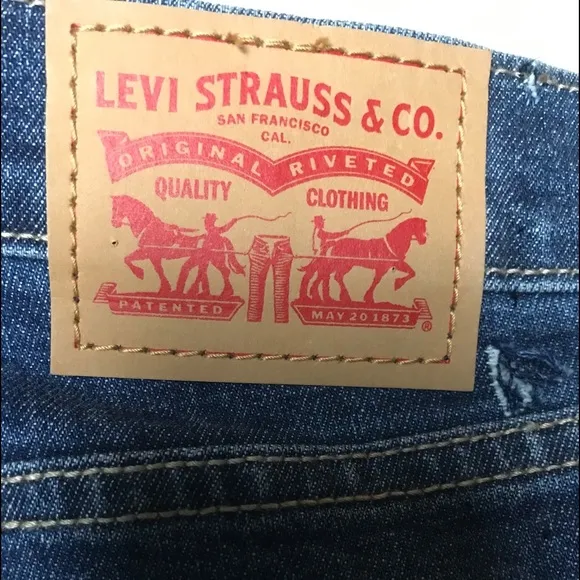 LEVI STRAUSS & CO.
SAN FRANCISCO
CAL.
ORIGINAL RIVETED
QUALITY CLOTHING
PATENTED MAY 20 1873 ®